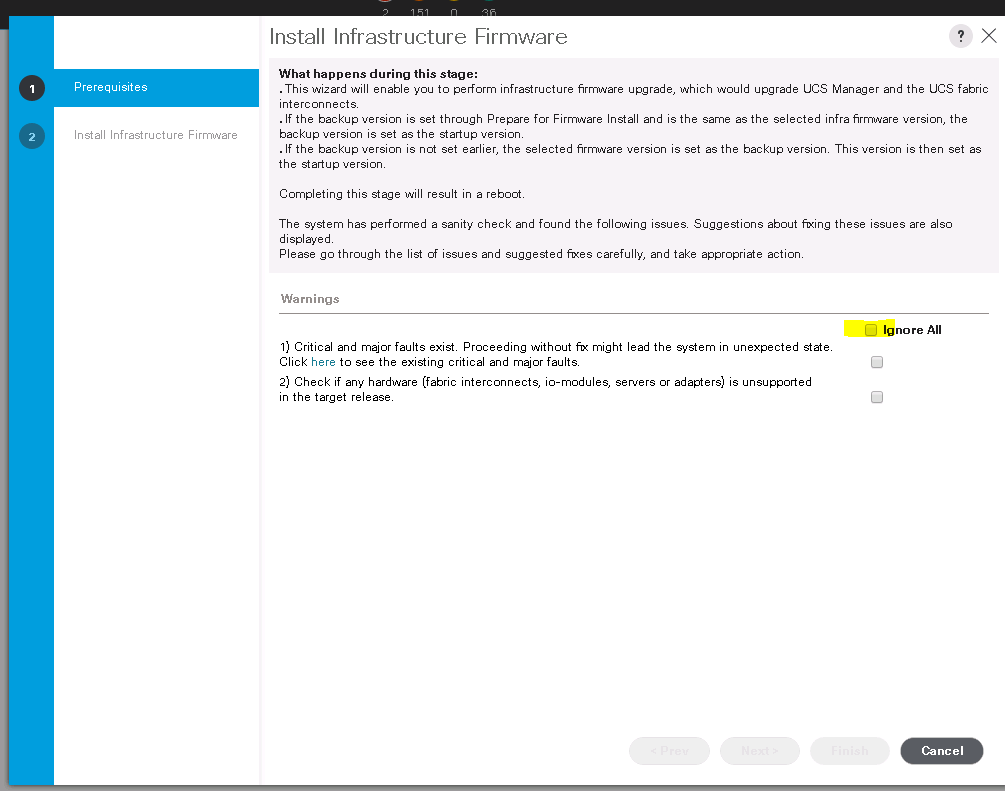 2 151 0 36
Install Infrastructure Firmware
?
1 Prerequisites
2 Install Infrastructure Firmware
What happens during this stage:
. This wizard will enable you to perform infrastructure firmware upgrade, which would upgrade UCS Manager and the UCS fabric
interconnects.
. If the backup version is set through Prepare for Firmware Install and is the same as the selected infra firmware version, the
backup version is set as the startup version.
. If the backup version is not set earlier, the selected firmware version is set as the backup version. This version is then set as
the startup version.
Completing this stage will result in a reboot.
The system has performed a sanity check and found the following issues. Suggestions about fixing these issues are also
displayed.
Please go through the list of issues and suggested fixes carefully, and take appropriate action.
Warnings
Ignore All
1) Critical and major faults exist. Proceeding without fix might lead the system in unexpected state.
Click here to see the existing critical and major faults.
2) Check if any hardware (fabric interconnects, io-modules, servers or adapters) is unsupported
in the target release.
< Prev Next > Finish Cancel